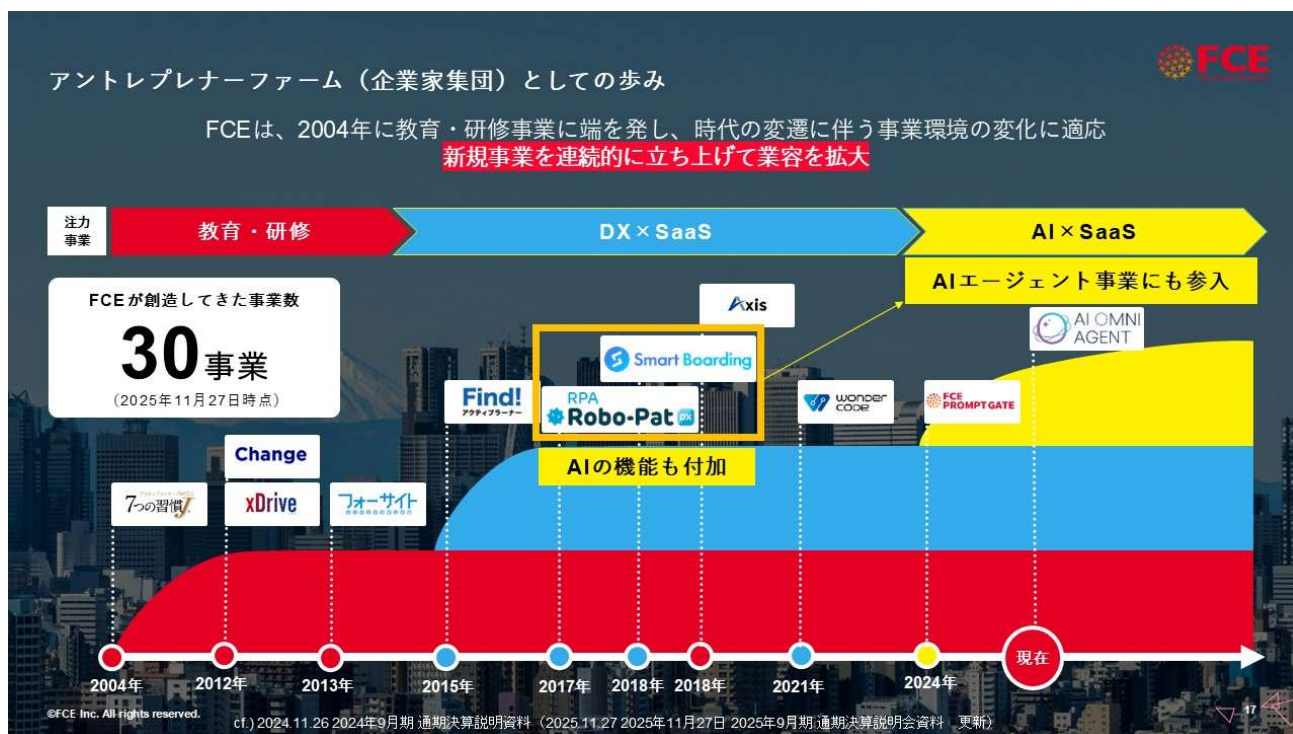 FCE
アントレプレナーファーム（企業家集団）としての歩み
FCEは、2004年に教育・研修事業に端を発し、時代の変遷に伴う事業環境の変化に適応
新規事業を連続的に立ち上げて業容を拡大
注力
事業
教育・研修
DX×SaaS
AI×SaaS
FCEが創造してきた事業数
30事業
（2025年11月27日時点）
AIエージェント事業にも参入
Axis
AI OMNI
AGENT
Smart Boarding
Find!
アクティブラーナー
RPA
Robo-Pat DX
WONDER
CODE
FCE
PROMPT GATE
AIの機能も付加
Change
7つの習慣J
xDrive
フォーサイト
現在
2004年
2012年
2013年
2015年
2017年
2018年
2018年
2021年
2024年
©FCE Inc. All rights reserved.
cf.) 2024.11.26 2024年9月期 通期決算説明資料（2025.11.27 2025年11月27日 2025年9月期 通期決算説明会資料　更新）
17